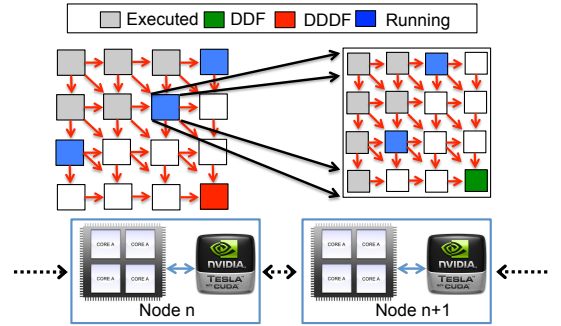 Executed DDF DDDF Running
CORE A CORE A
CORE A CORE A
NVIDIA.
TESLA
CUDA
Node n
CORE A CORE A
CORE A CORE A
NVIDIA.
TESLA
CUDA
Node n+1